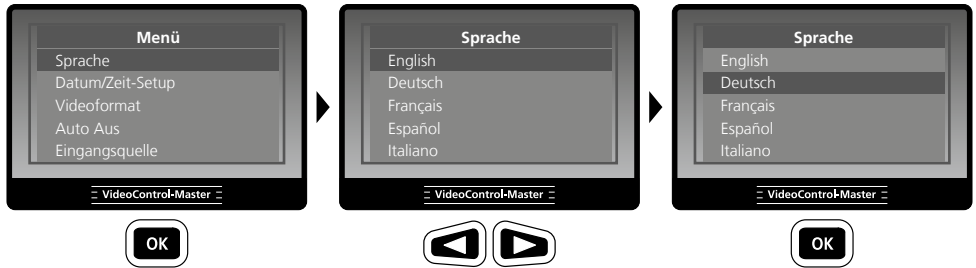 Menü
Sprache
Datum/Zeit-Setup
Videoformat
Auto Aus
Eingangsquelle
VideoControl-Master
OK
Sprache
English
Deutsch
Français
Español
Italiano
VideoControl-Master
Sprache
English
Deutsch
Français
Español
Italiano
VideoControl-Master
OK